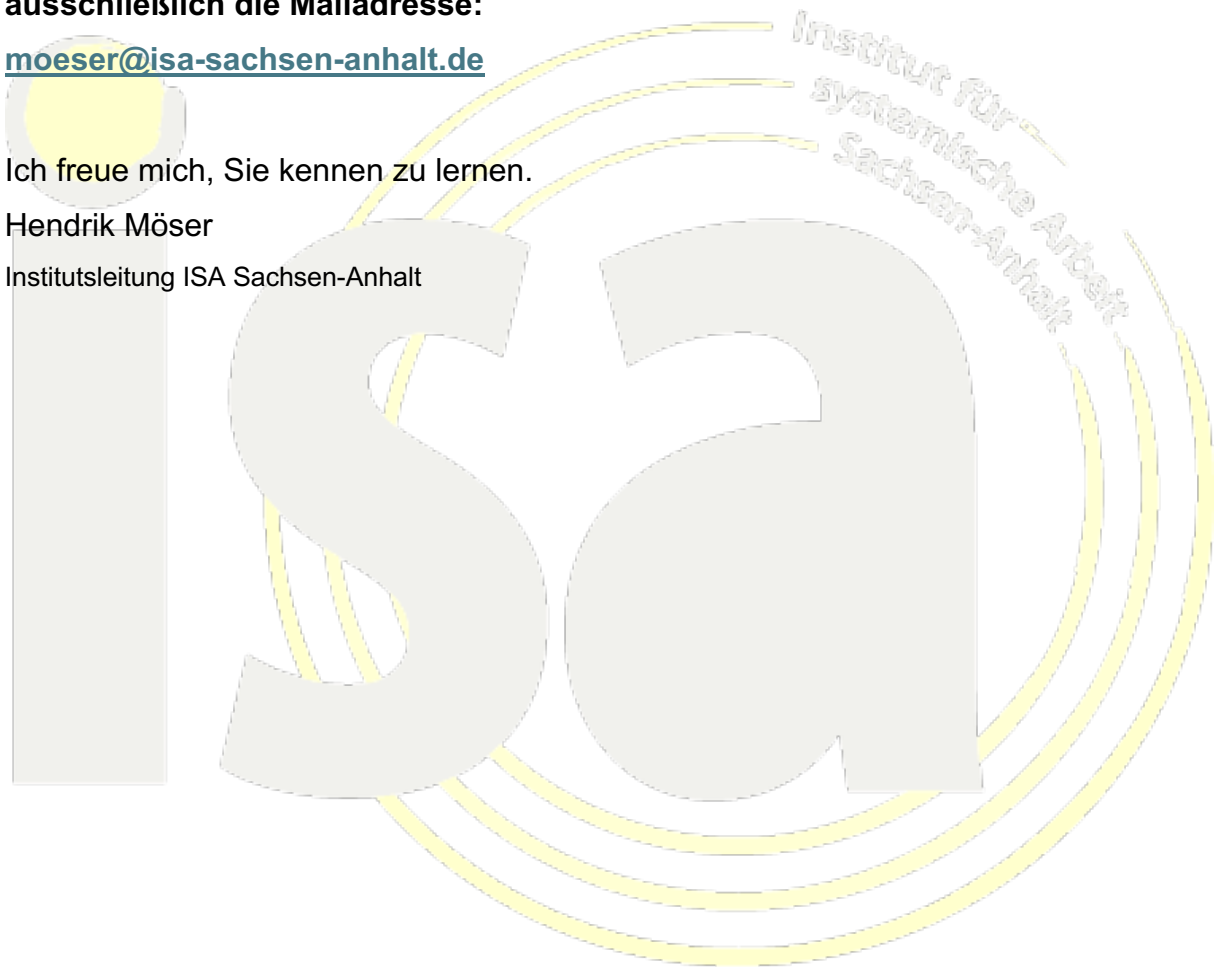 ausschließlich die Mailadresse:
moeser@isa-sachsen-anhalt.de
Ich freue mich, Sie kennen zu lernen.
Hendrik Möser
Institutsleitung ISA Sachsen-Anhalt
Institut für
systemische Arbeit
Sachsen-Anhalt
isa